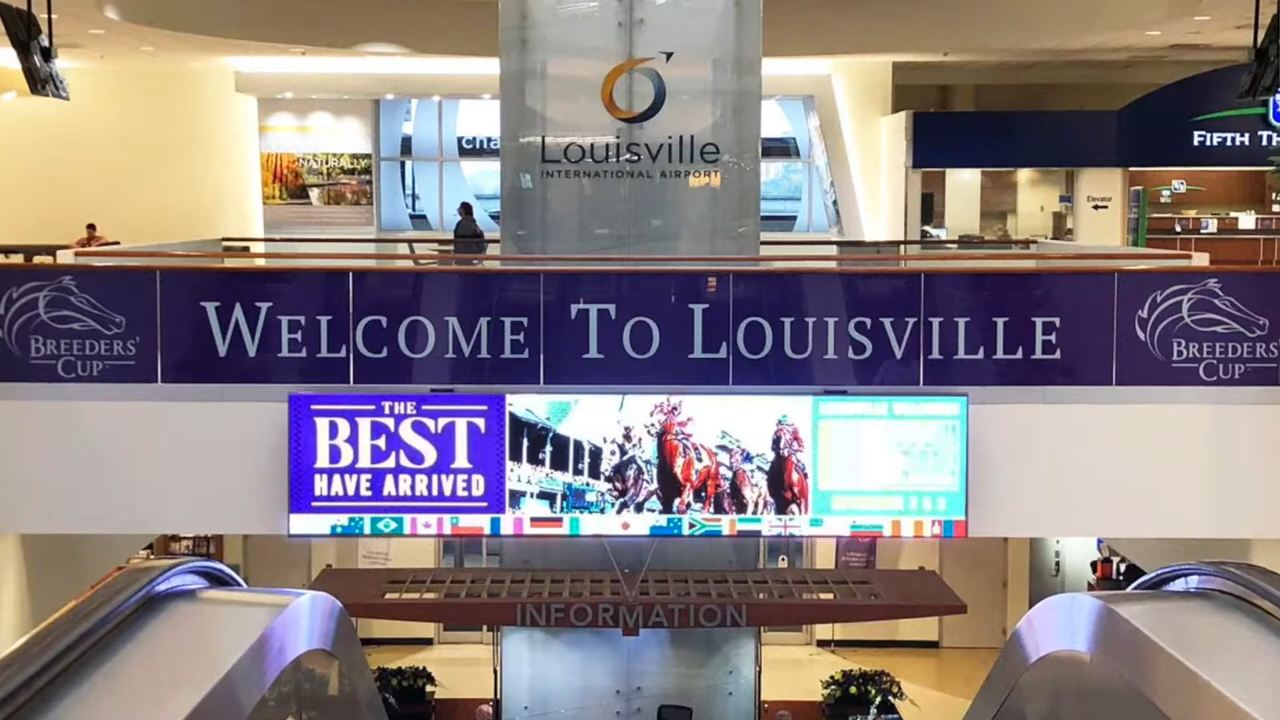 Louisville
INTERNATIONAL AIRPORT
NATURALLY
cha
FIFTH TH
Elevator
BREEDERS'
CUP
WELCOME TO LOUISVILLE
BREEDERS'
CUP
THE
BEST
HAVE ARRIVED
INFORMATION